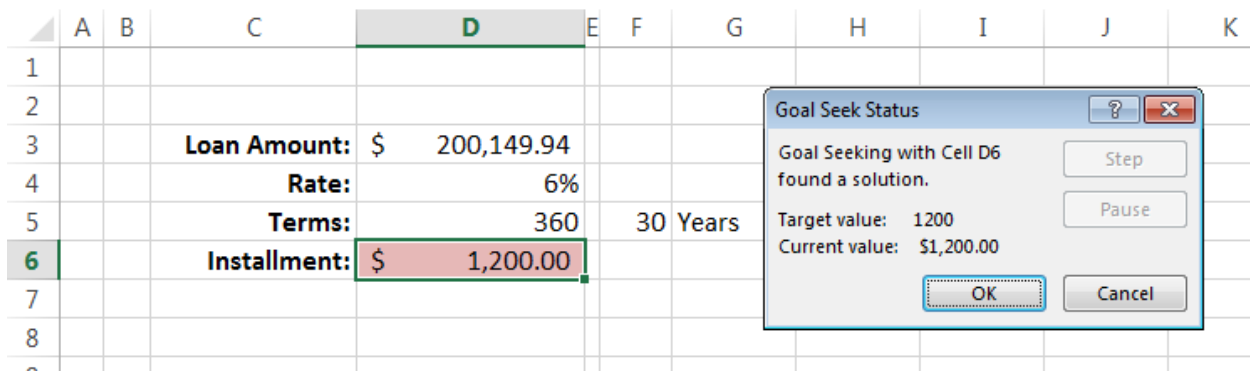 A B C D E F G H I J K
1
2
3 Loan Amount: $ 200,149.94
4 Rate: 6%
5 Terms: 360 30 Years
6 Installment: $ 1,200.00
7
8
Goal Seek Status
Goal Seeking with Cell D6
found a solution.
Step
Target value: 1200
Pause
Current value: $1,200.00
OK Cancel